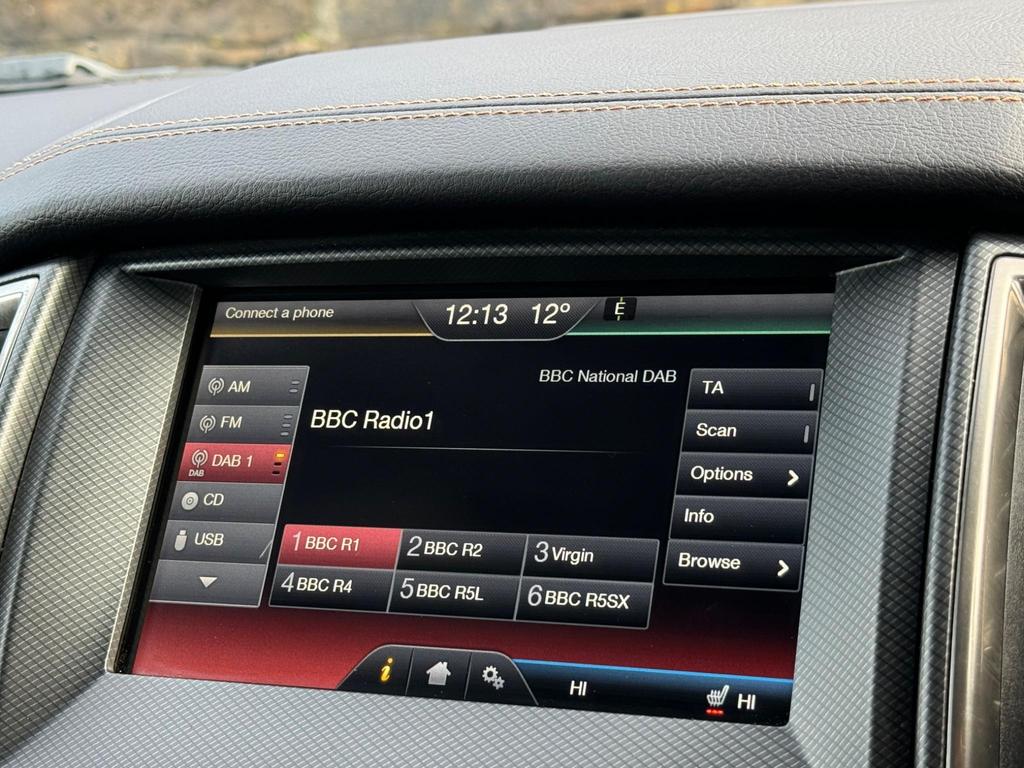 Connect a phone
12:13 12°
E
BBC National DAB
BBC Radio1
AM
FM
DAB 1
DAB
CD
USB
TA
Scan
Options
Info
Browse
1 BBC R1
2 BBC R2
3 Virgin
4 BBC R4
5 BBC R5L
6 BBC R5SX
i
HI
HI